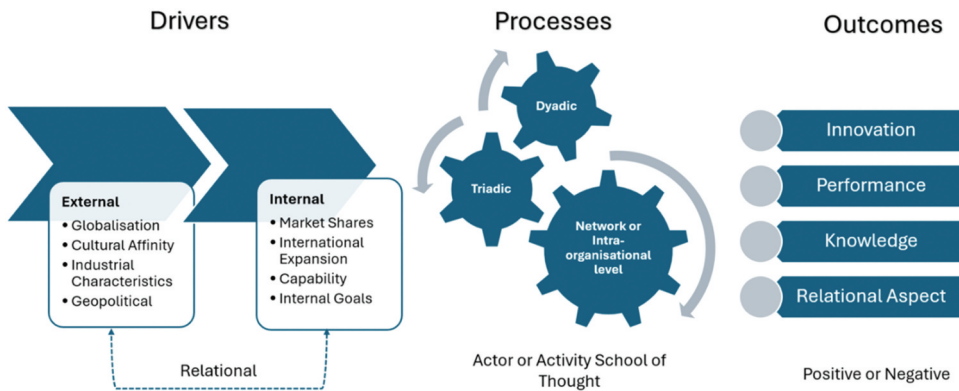 Drivers
Processes
Outcomes
External
• Globalisation
• Cultural Affinity
• Industrial
Characteristics
• Geopolitical
Internal
• Market Shares
• International
Expansion
• Capability
• Internal Goals
Relational
Dyadic
Triadic
Network or
Intra-
organisational
level
Actor or Activity School of
Thought
Innovation
Performance
Knowledge
Relational Aspect
Positive or Negative